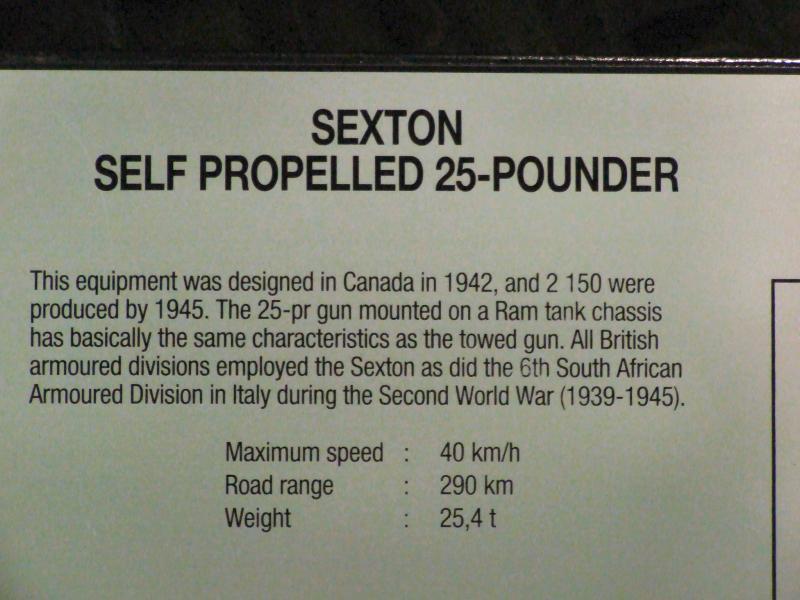 SEXTON
SELF PROPELLED 25-POUNDER
This equipment was designed in Canada in 1942, and 2 150 were
produced by 1945. The 25-pr gun mounted on a Ram tank chassis
has basically the same characteristics as the towed gun. All British
armoured divisions employed the Sexton as did the 6th South African
Armoured Division in Italy during the Second World War (1939-1945).
Maximum speed : 40 km/h
Road range : 290 km
Weight : 25,4 t